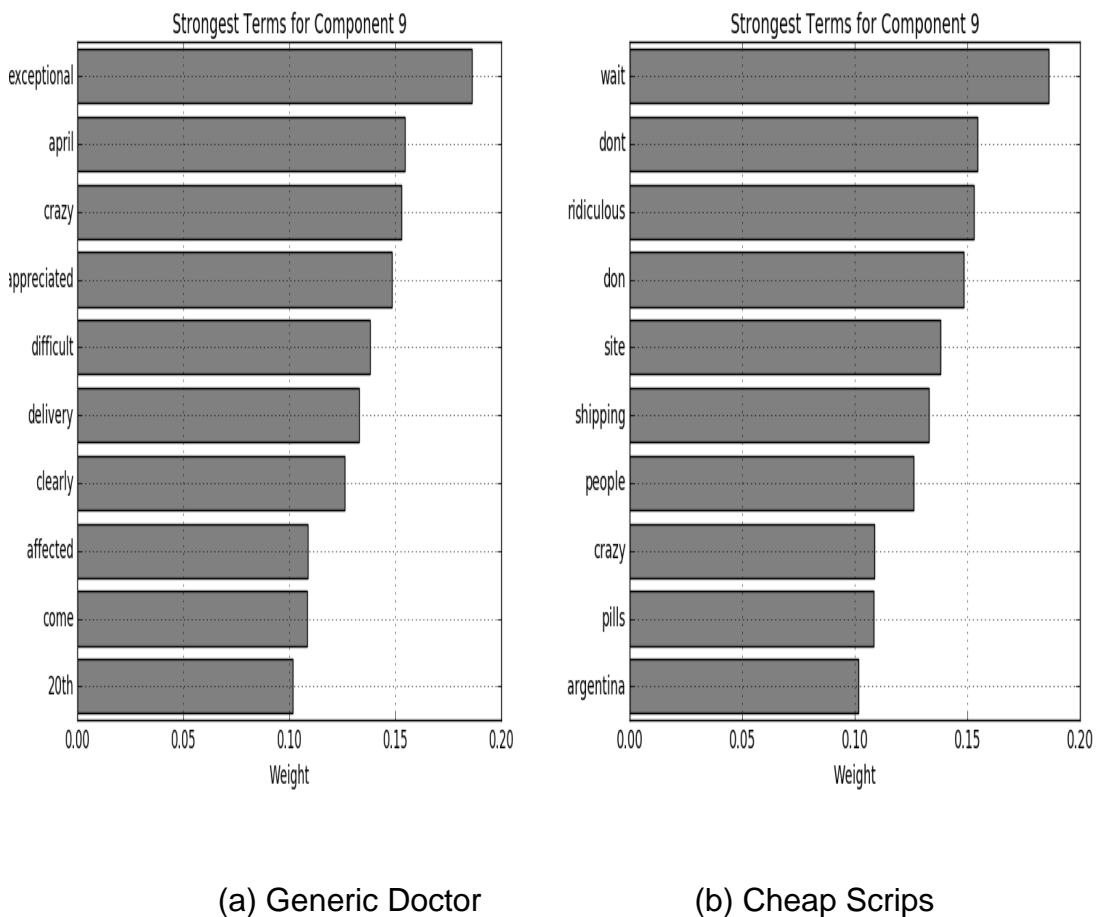 Strongest Terms for Component 9
exceptional
april
crazy
appreciated
difficult
delivery
clearly
affected
come
20th
0.00 0.05 0.10 0.15 0.20
Weight
(a) Generic Doctor
Strongest Terms for Component 9
wait
dont
ridiculous
don
site
shipping
people
crazy
pills
argentina
0.00 0.05 0.10 0.15 0.20
Weight
(b) Cheap Scrips